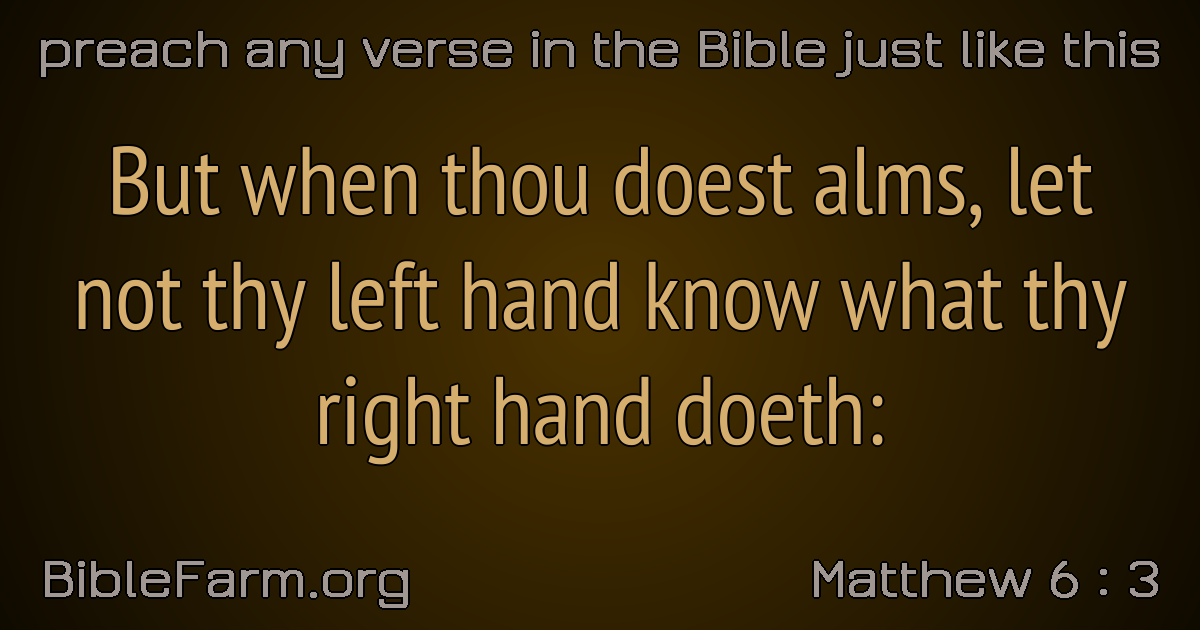 preach any verse in the Bible just like this
But when thou doest alms, let
not thy left hand know what thy
right hand doeth:
BibleFarm.org
Matthew 6 : 3